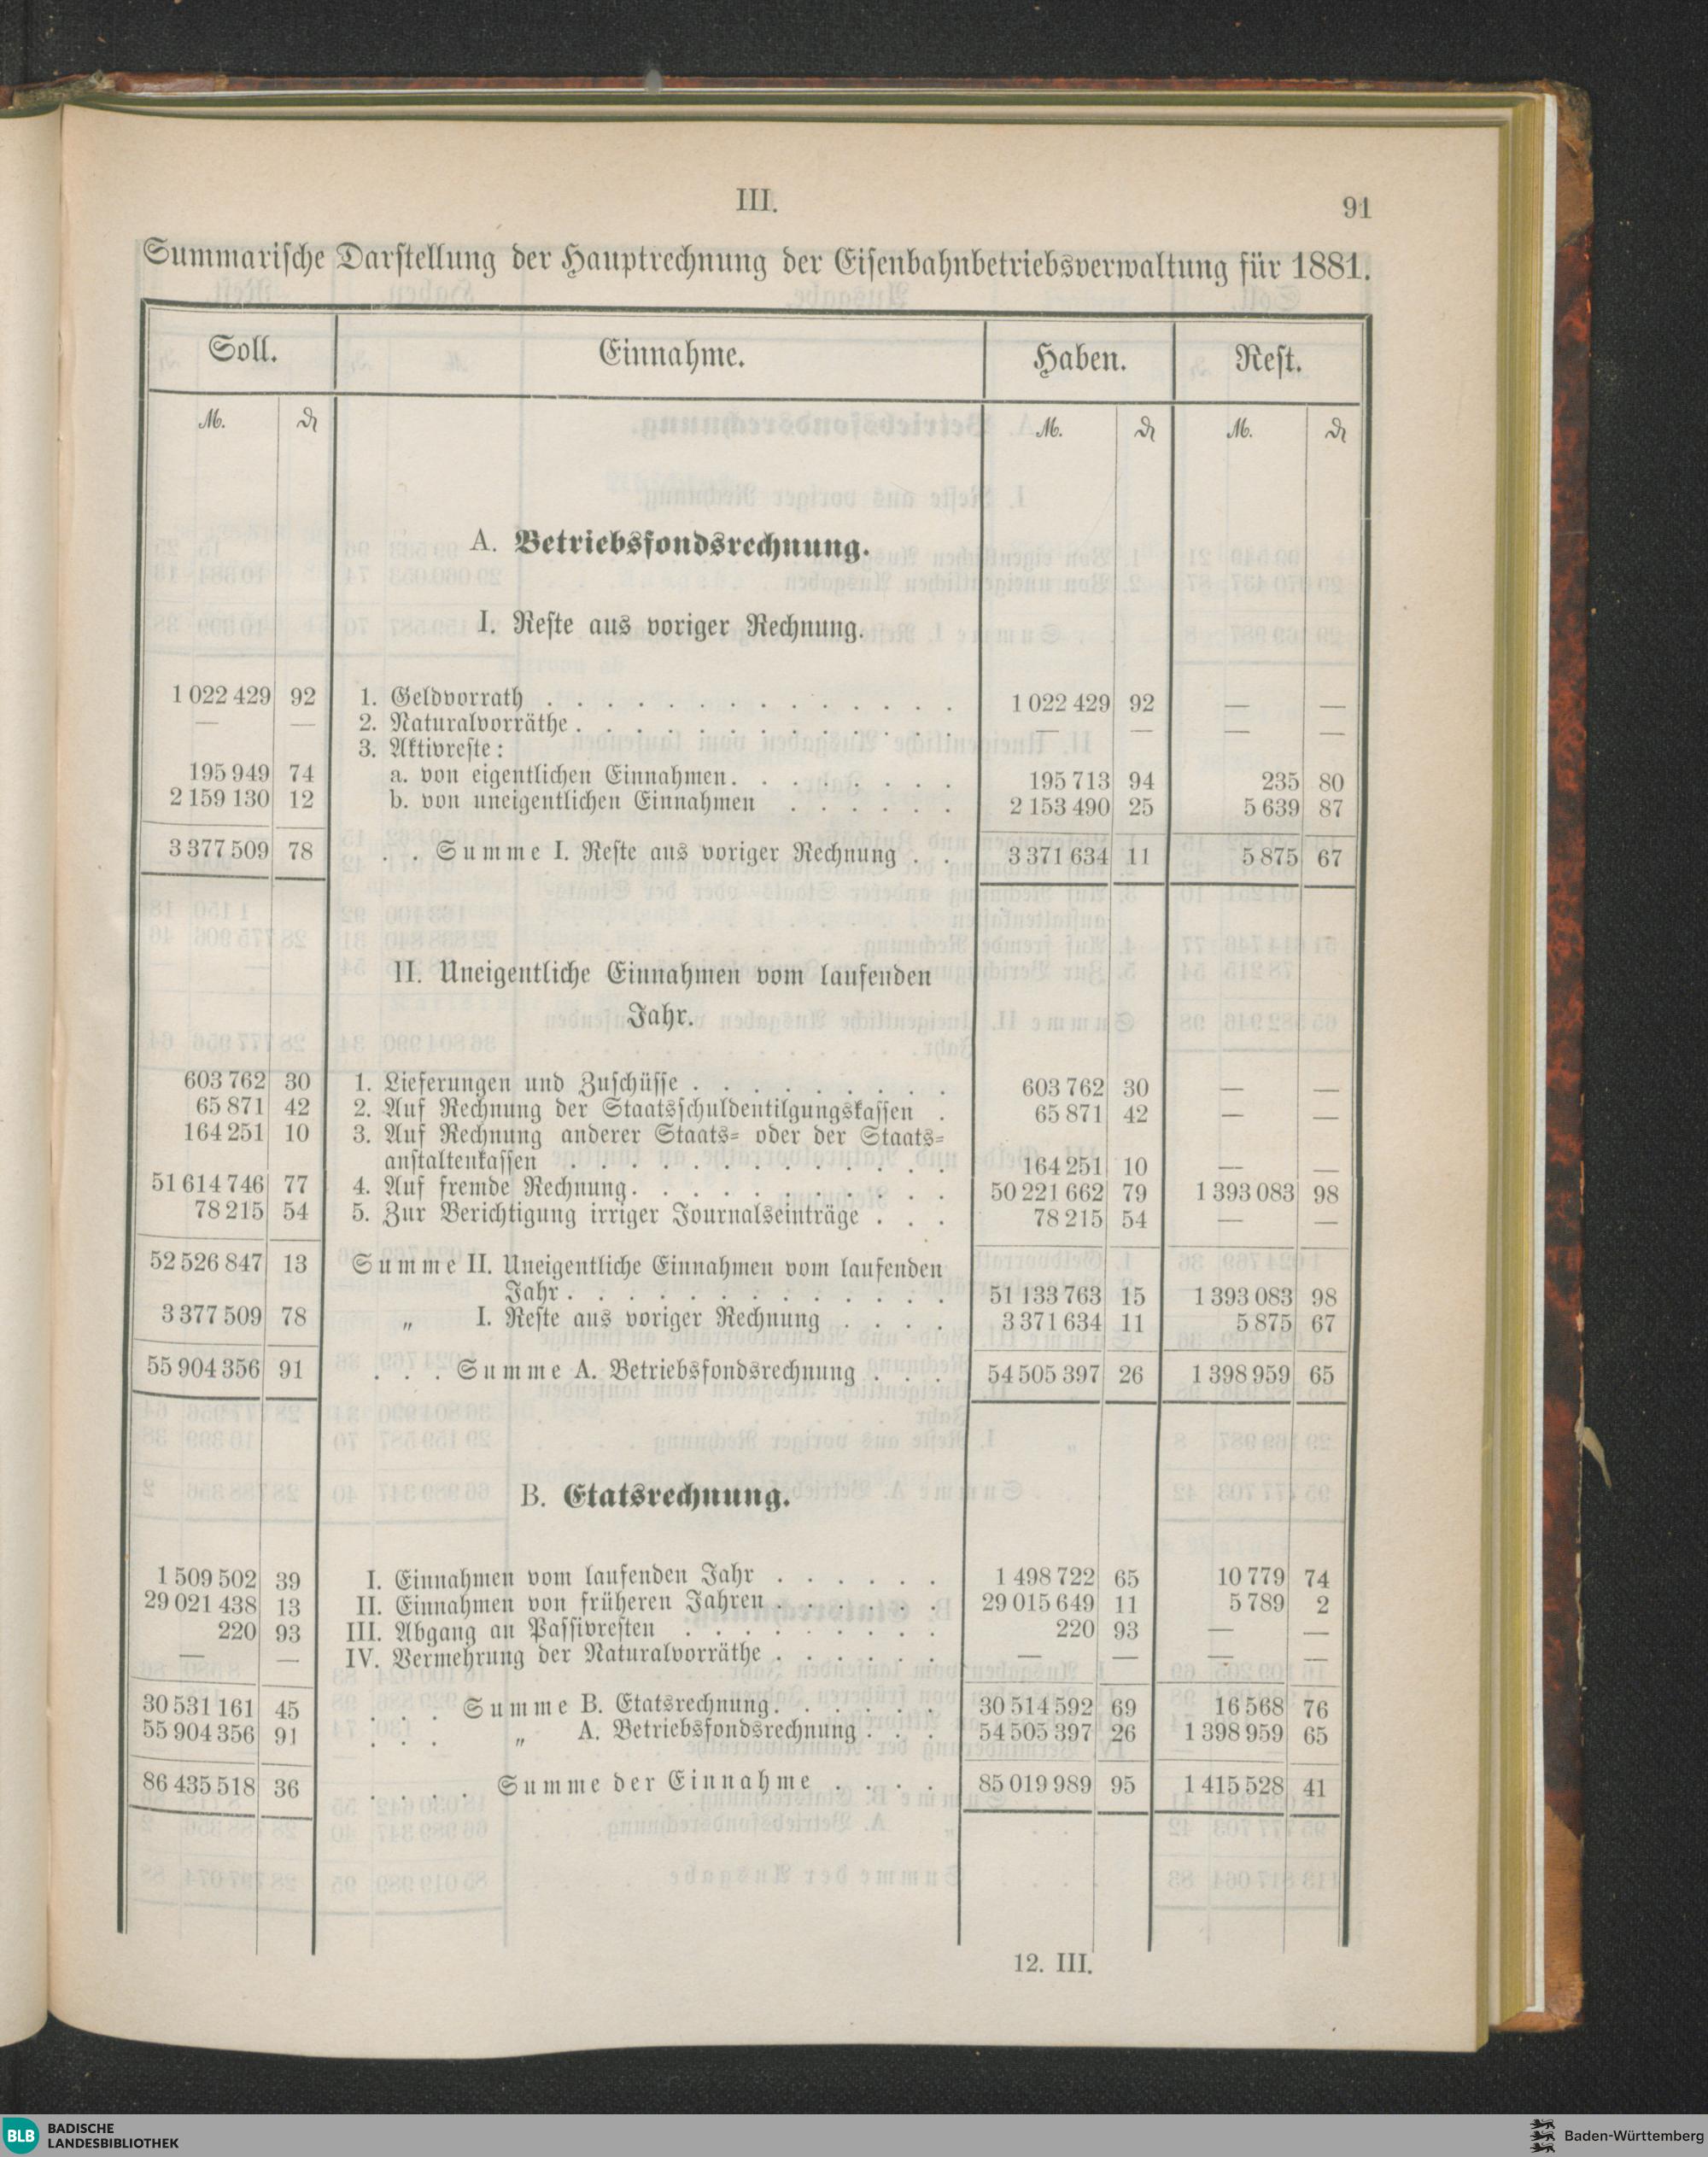 III.
91
Summarische Darstellung der Hauptrechnung der Eisenbahnbetriebsverwaltung für 1881.
Soll. Einnahme. Haben. Rest.
M. ₰ M. ₰ M. ₰
A. Betriebsfondsrechnung.
I. Reste aus voriger Rechnung.
1 022 429 92 1. Geldvorrath . . . . . . . . . . . . . . 1 022 429 92 — —
— — 2. Naturalvorräthe . . . . . . . . . . . . . — — — —
3. Aktivreste:
195 949 74 a. von eigentlichen Einnahmen . . . . . . . . 195 713 94 235 80
2 159 130 12 b. von uneigentlichen Einnahmen . . . . . . 2 153 490 25 5 639 87
3 377 509 78 . . Summe I. Reste aus voriger Rechnung . . 3 371 634 11 5 875 67
II. Uneigentliche Einnahmen vom laufenden
Jahr.
603 762 30 1. Lieferungen und Zuschüsse . . . . . . . . . 603 762 30 — —
65 871 42 2. Auf Rechnung der Staatsschuldentilgungskassen . 65 871 42 — —
164 251 10 3. Auf Rechnung anderer Staats- oder der Staats-
anstaltenkassen . . . . . . . . . . . . . 164 251 10 — —
51 614 746 77 4. Auf fremde Rechnung . . . . . . . . . . . 50 221 662 79 1 393 083 98
78 215 54 5. Zur Berichtigung irriger Journalseinträge . . . 78 215 54 — —
52 526 847 13 Summe II. Uneigentliche Einnahmen vom laufenden
Jahr . . . . . . . . . . . . . 51 133 763 15 1 393 083 98
3 377 509 78 „ I. Reste aus voriger Rechnung . . . . 3 371 634 11 5 875 67
55 904 356 91 . . . Summe A. Betriebsfondsrechnung . . . 54 505 397 26 1 398 959 65
B. Etatsrechnung.
1 509 502 39 I. Einnahmen vom laufenden Jahr . . . . . . 1 498 722 65 10 779 74
29 021 438 13 II. Einnahmen von früheren Jahren . . . . . . 29 015 649 11 5 789 2
220 93 III. Abgang an Passivresten . . . . . . . . . 220 93 — —
— — IV. Vermehrung der Naturalvorräthe . . . . . . — — — —
30 531 161 45 . . . Summe B. Etatsrechnung . . . . . . 30 514 592 69 16 568 76
55 904 356 91 . . . „ A. Betriebsfondsrechnung . . . 54 505 397 26 1 398 959 65
86 435 518 36 . . . . Summe der Einnahme . . . . 85 019 989 95 1 415 528 41
12. III.
BLB BADISCHE
LANDESBIBLIOTHEK
Baden-Württemberg